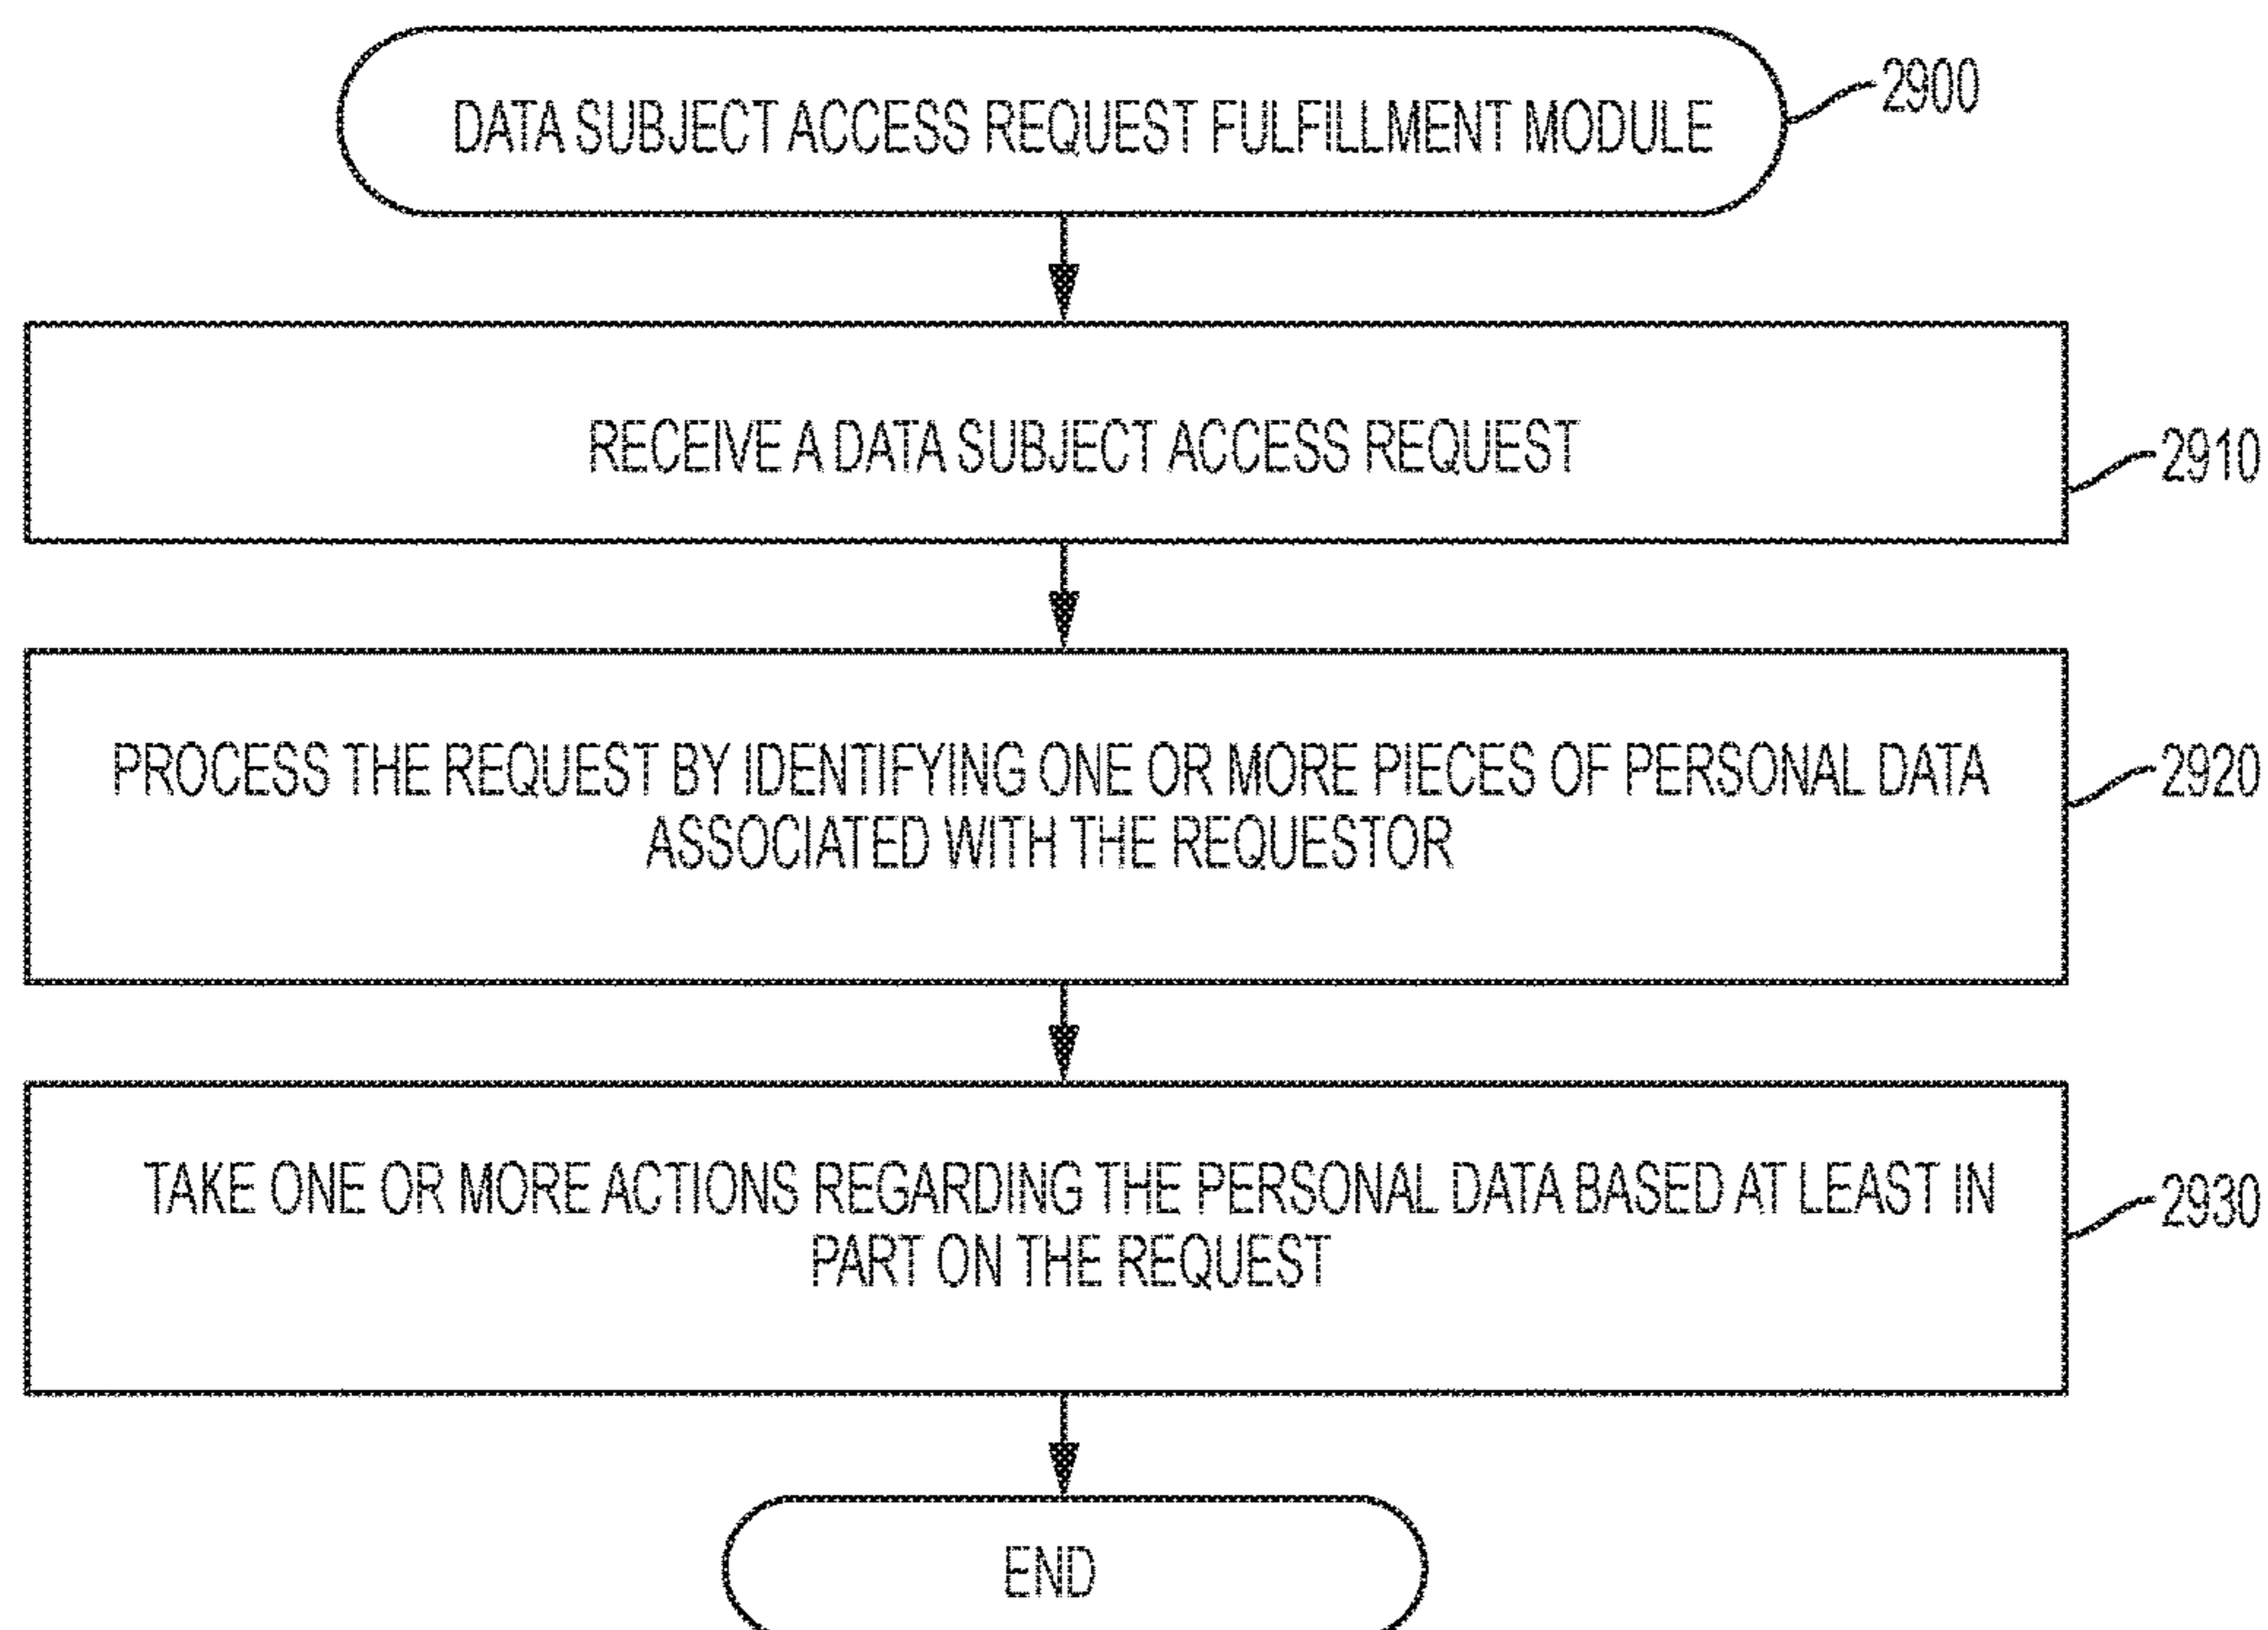 DATA SUBJECT ACCESS REQUEST FULFILLMENT MODULE
2900
RECEIVE A DATA SUBJECT ACCESS REQUEST
2910
PROCESS THE REQUEST BY IDENTIFYING ONE OR MORE PIECES OF PERSONAL DATA
ASSOCIATED WITH THE REQUESTOR
2920
TAKE ONE OR MORE ACTIONS REGARDING THE PERSONAL DATA BASED AT LEAST IN
PART ON THE REQUEST
2930
END